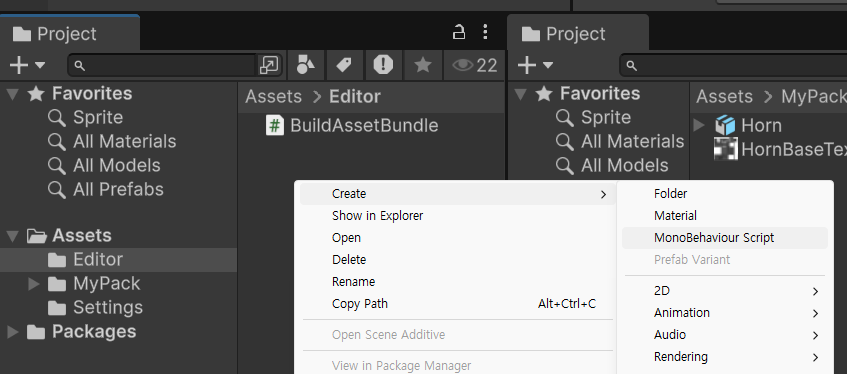 Project
22
Favorites
Sprite
All Materials
All Models
All Prefabs
Assets
Editor
MyPack
Settings
Packages
Assets > Editor
BuildAssetBundle
Project
Favorites
Sprite
All Materials
All Models
Assets > MyPack
Horn
HornBaseTex
Create
Show in Explorer
Open
Delete
Rename
Copy Path Alt+Ctrl+C
Open Scene Additive
View in Package Manager
Folder
Material
MonoBehaviour Script
Prefab Variant
2D
Animation
Audio
Rendering